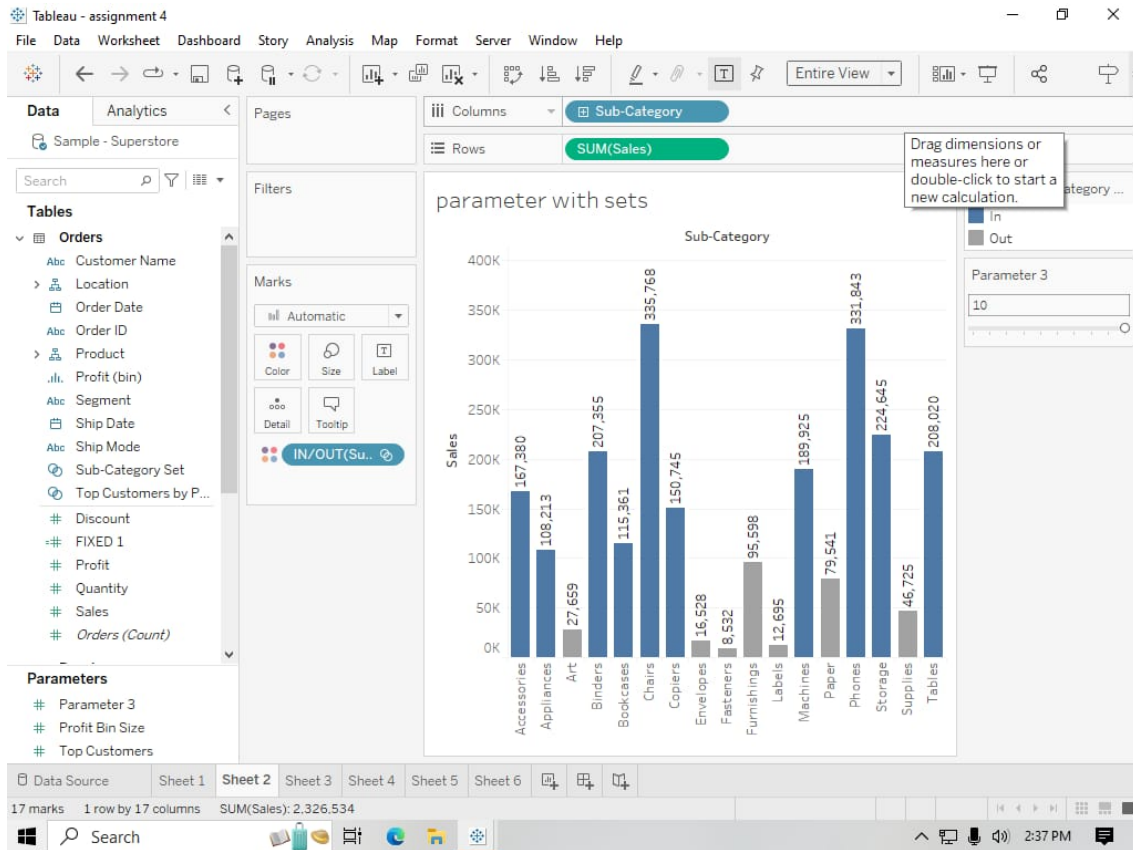 Tableau - assignment 4
File Data Worksheet Dashboard Story Analysis Map Format Server Window Help
Entire View
Data Analytics
Sample - Superstore
Search
Tables
Orders
Abc Customer Name
Location
Order Date
Abc Order ID
Product
Profit (bin)
Abc Segment
Ship Date
Abc Ship Mode
Sub-Category Set
Top Customers by P...
# Discount
=# FIXED 1
# Profit
# Quantity
# Sales
# Orders (Count)
Parameters
# Parameter 3
# Profit Bin Size
# Top Customers
Pages
Filters
Marks
Automatic
Color Size Label
Detail Tooltip
IN/OUT(Su..
Columns Sub-Category
Rows SUM(Sales)
Drag dimensions or
measures here or
double-click to start a
new calculation.
ategory ...
In
Out
Parameter 3
10
parameter with sets
Sub-Category
Sales
400K
350K
300K
250K
200K
150K
100K
50K
0K
167,380
108,213
27,659
207,355
115,361
335,768
150,745
16,528
8,532
95,598
12,695
189,925
79,541
331,843
224,645
46,725
208,020
Accessories
Appliances
Art
Binders
Bookcases
Chairs
Copiers
Envelopes
Fasteners
Furnishings
Labels
Machines
Paper
Phones
Storage
Supplies
Tables
Data Source Sheet 1 Sheet 2 Sheet 3 Sheet 4 Sheet 5 Sheet 6
17 marks 1 row by 17 columns SUM(Sales): 2,326,534
Search
2:37 PM